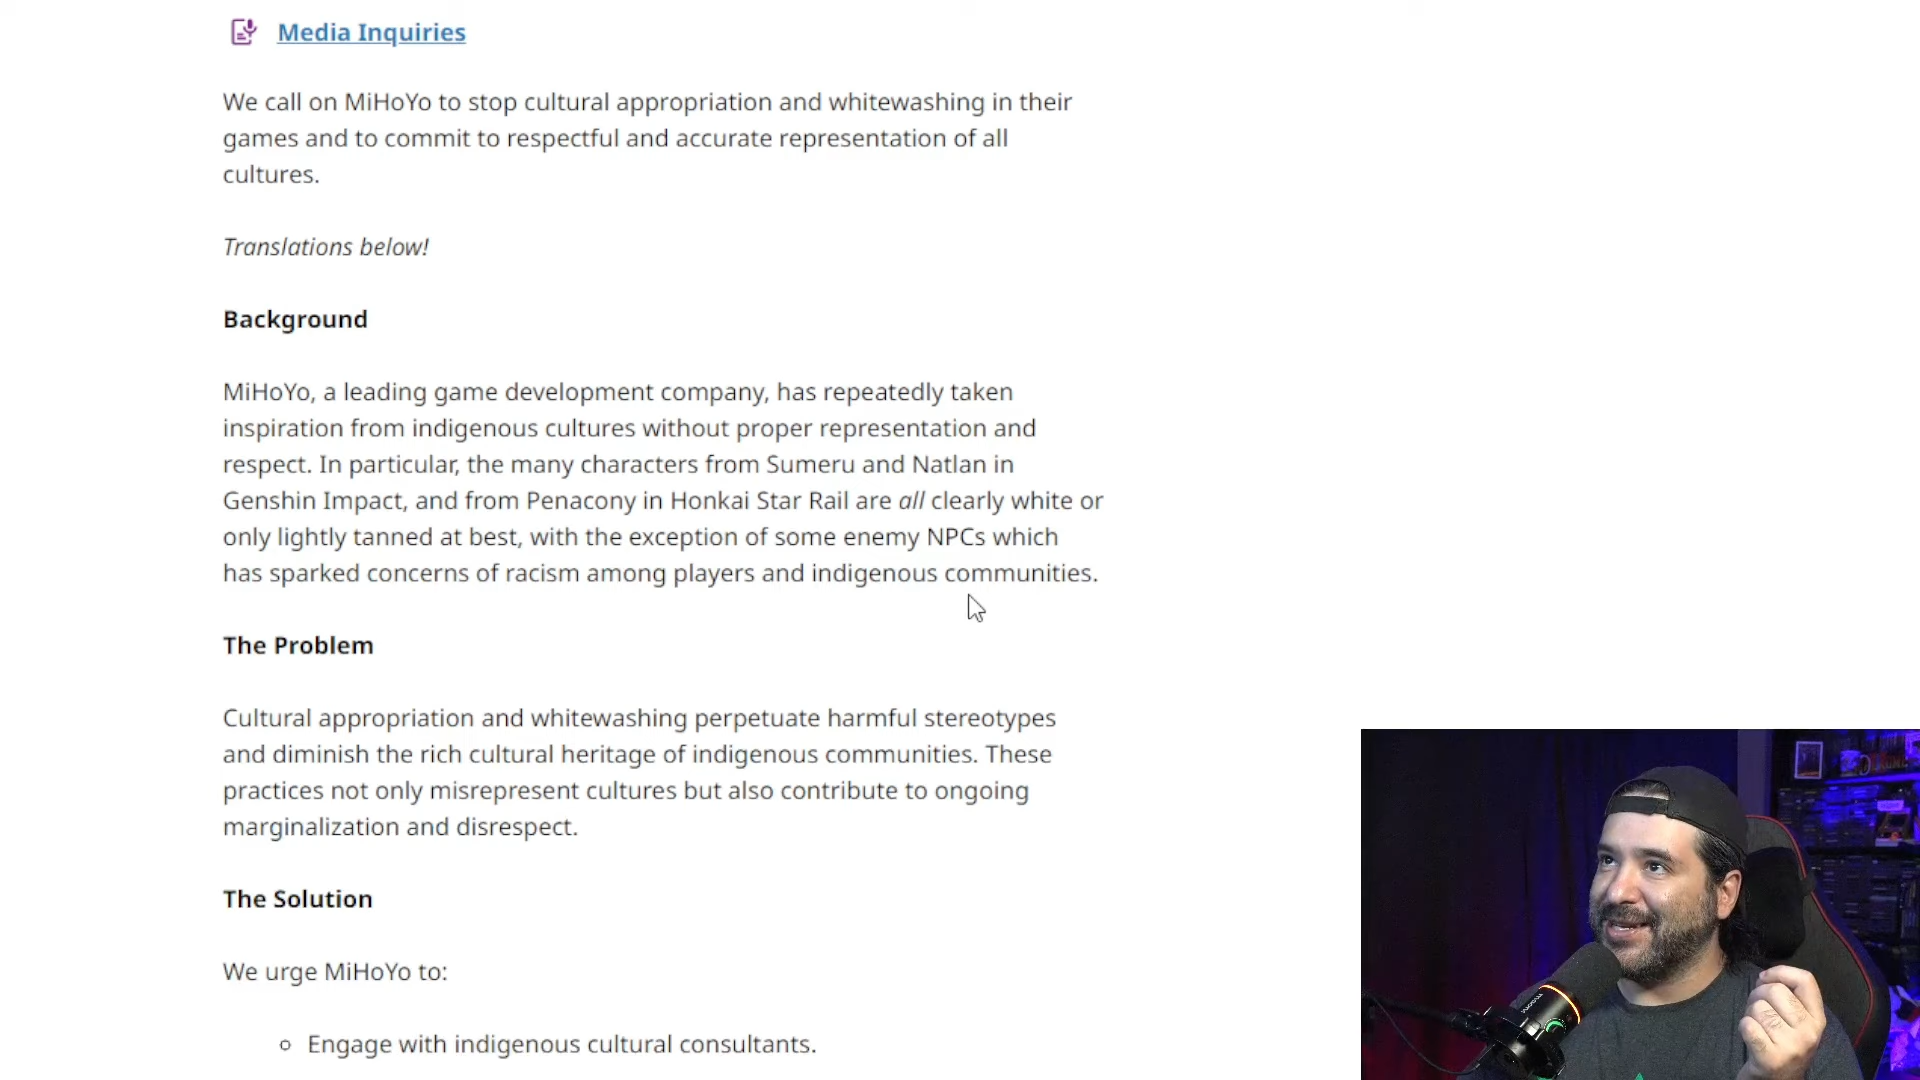 Media Inquiries
We call on MiHoYo to stop cultural appropriation and whitewashing in their
games and to commit to respectful and accurate representation of all
cultures.
Translations below!
Background
MiHoYo, a leading game development company, has repeatedly taken
inspiration from indigenous cultures without proper representation and
respect. In particular, the many characters from Sumeru and Natlan in
Genshin Impact, and from Penacony in Honkai Star Rail are all clearly white or
only lightly tanned at best, with the exception of some enemy NPCs which
has sparked concerns of racism among players and indigenous communities.
The Problem
Cultural appropriation and whitewashing perpetuate harmful stereotypes
and diminish the rich cultural heritage of indigenous communities. These
practices not only misrepresent cultures but also contribute to ongoing
marginalization and disrespect.
The Solution
We urge MiHoYo to:
Engage with indigenous cultural consultants.